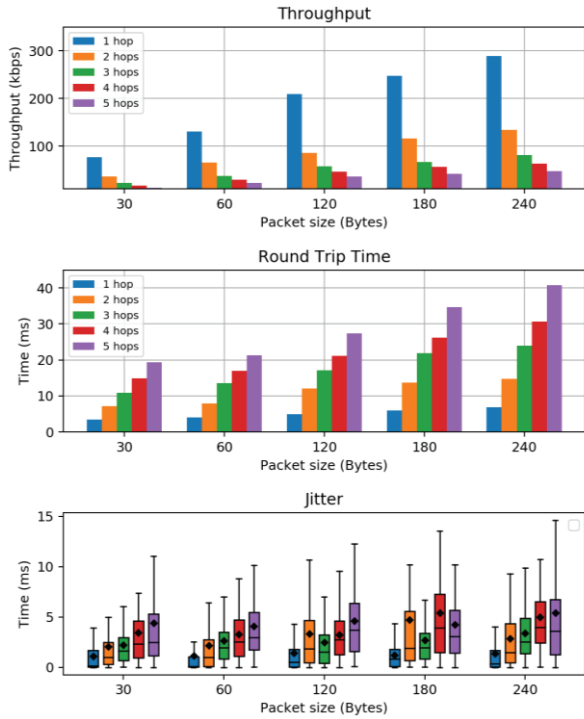 Throughput
Throughput (kbps)
300
200
100
1 hop
2 hops
3 hops
4 hops
5 hops
30 60 120 180 240
Packet size (Bytes)
Round Trip Time
Time (ms)
40
30
20
10
0
1 hop
2 hops
3 hops
4 hops
5 hops
30 60 120 180 240
Packet size (Bytes)
Jitter
Time (ms)
15
10
5
0
30 60 120 180 240
Packet size (Bytes)